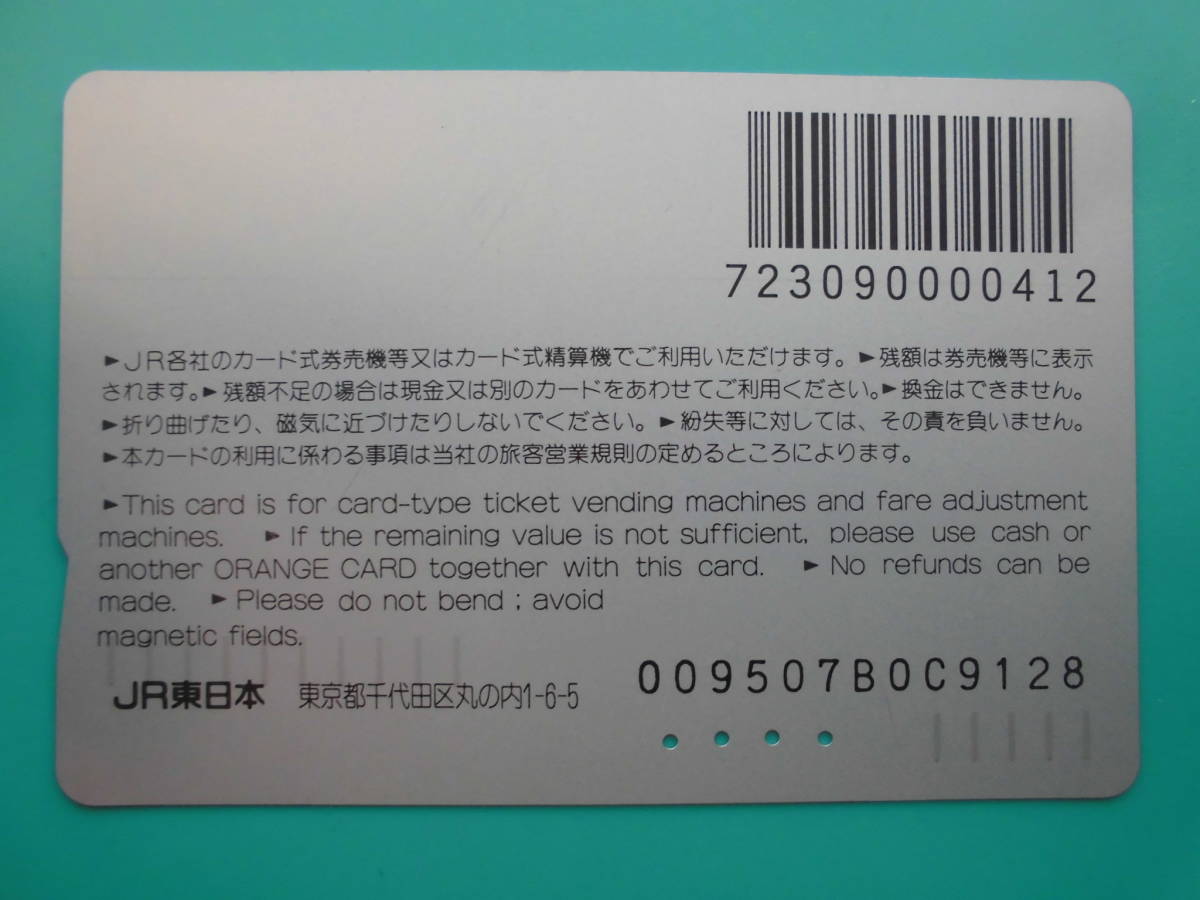 723090000412
►JR各社のカード式券売機等又はカード式精算機でご利用いただけます。►残額は券売機等に表示
されます。►残額不足の場合は現金又は別のカードをあわせてご利用ください。►換金はできません。
►折り曲げたり、磁気に近づけたりしないでください。►紛失等に対しては、その責を負いません。
►本カードの利用に係わる事項は当社の旅客営業規則の定めるところによります。
►This card is for card-type ticket vending machines and fare adjustment
machines. ►If the remaining value is not sufficient, please use cash or
another ORANGE CARD together with this card. ►No refunds can be
made. ►Please do not bend ; avoid
magnetic fields.
009507B0C9128
JR東日本 東京都千代田区丸の内1-6-5